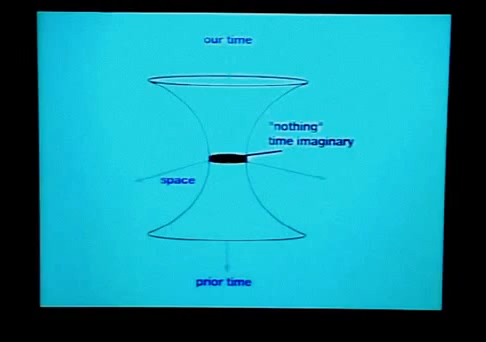 our time
"nothing"
time imaginary
space
prior time